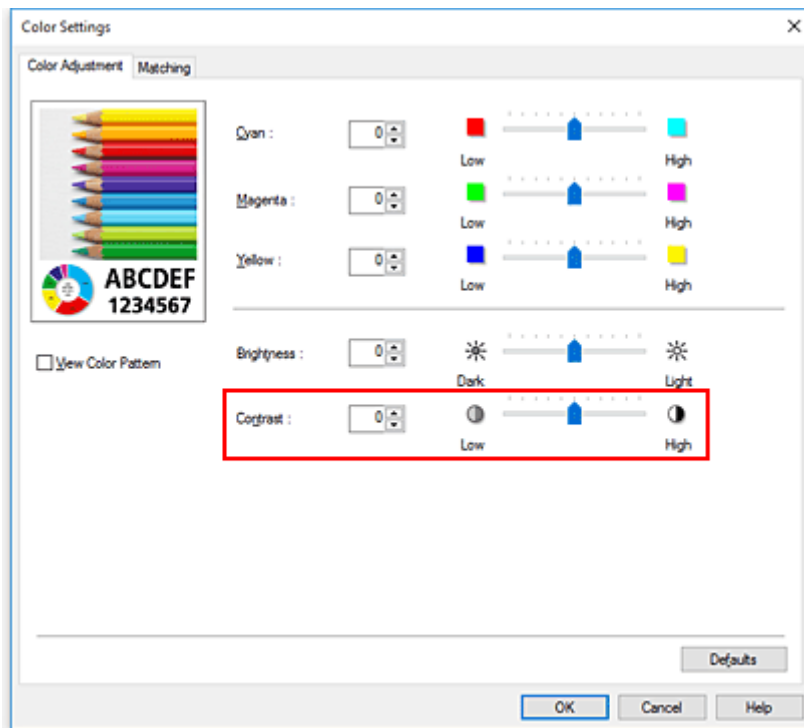 Color Settings
Color Adjustment Matching
Cyan : 0
Low High
Magenta : 0
Low High
Yellow : 0
Low High
ABCDEF
1234567
View Color Pattern
Brightness : 0
Dark Light
Contrast : 0
Low High
Defaults
OK Cancel Help